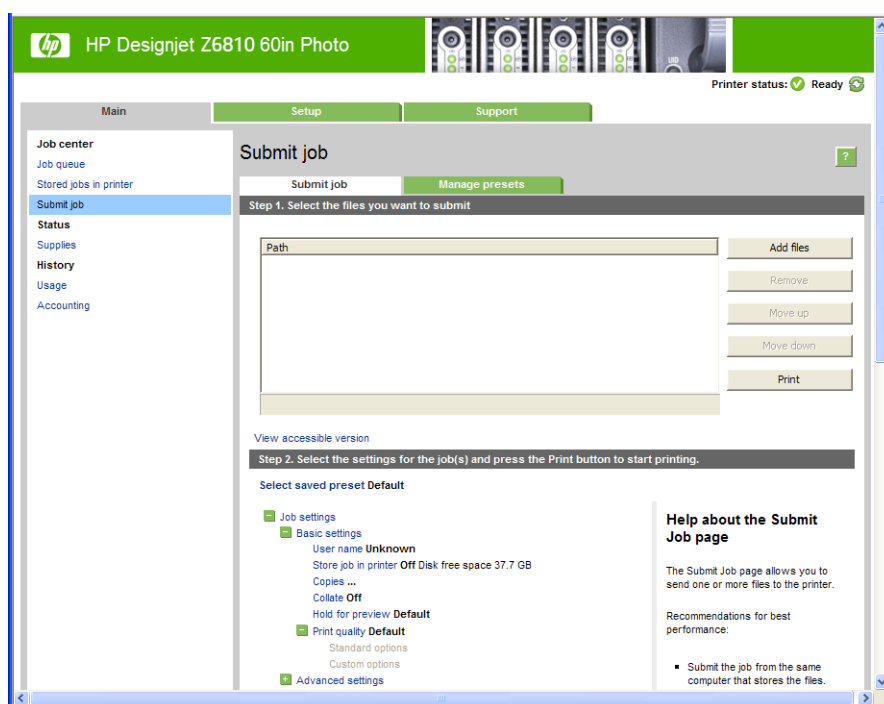 hp HP Designjet Z6810 60in Photo
UID
Printer status: Ready
Main Setup Support
Job center
Job queue
Stored jobs in printer
Submit job
Status
Supplies
History
Usage
Accounting
Submit job
?
Submit job Manage presets
Step 1. Select the files you want to submit
Path
Add files
Remove
Move up
Move down
Print
View accessible version
Step 2. Select the settings for the job(s) and press the Print button to start printing.
Select saved preset Default
Job settings
Basic settings
User name Unknown
Store job in printer Off Disk free space 37.7 GB
Copies ...
Collate Off
Hold for preview Default
Print quality Default
Standard options
Custom options
Advanced settings
Help about the Submit
Job page
The Submit Job page allows you to
send one or more files to the printer.
Recommendations for best
performance:
Submit the job from the same
computer that stores the files.